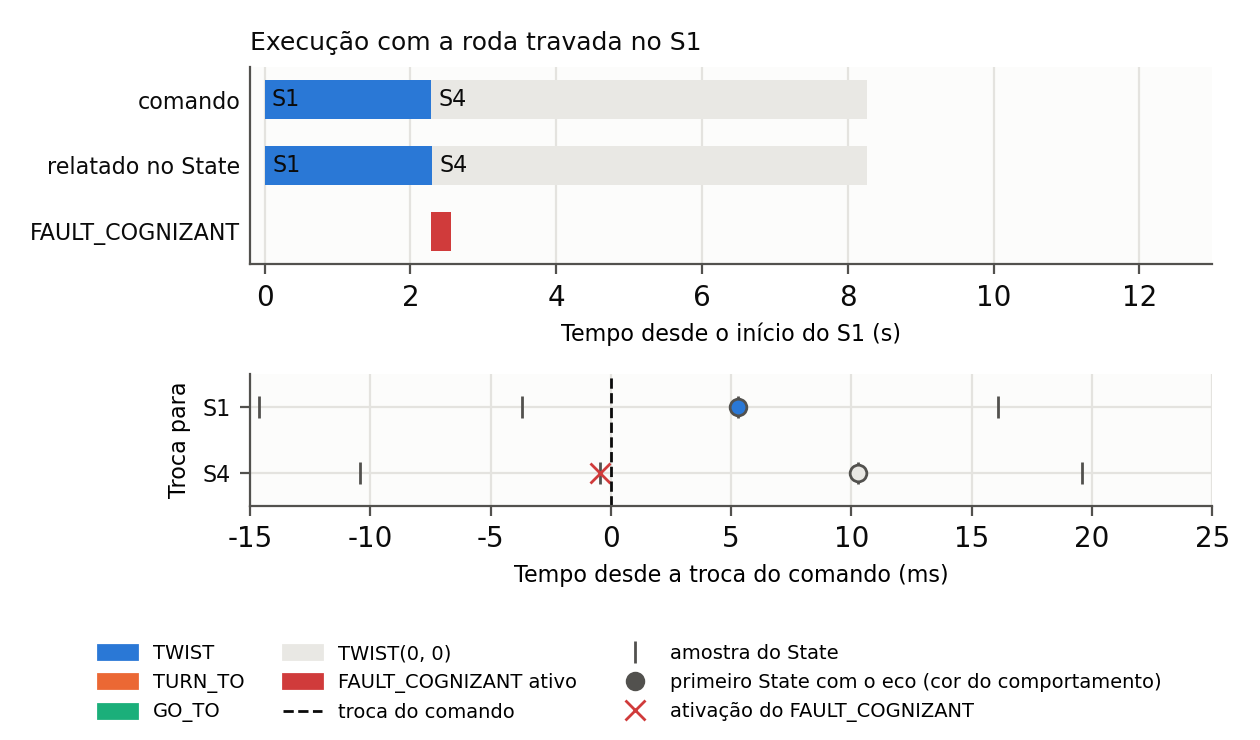 Execução com a roda travada no S1
comando
S1
S4
relatado no State
S1
S4
FAULT_COGNIZANT
0 2 4 6 8 10 12
Tempo desde o início do S1 (s)
Troca para
S1
S4
-15 -10 -5 0 5 10 15 20 25
Tempo desde a troca do comando (ms)
TWIST
TURN_TO
GO_TO
TWIST(0, 0)
FAULT_COGNIZANT ativo
troca do comando
amostra do State
primeiro State com o eco (cor do comportamento)
ativação do FAULT_COGNIZANT